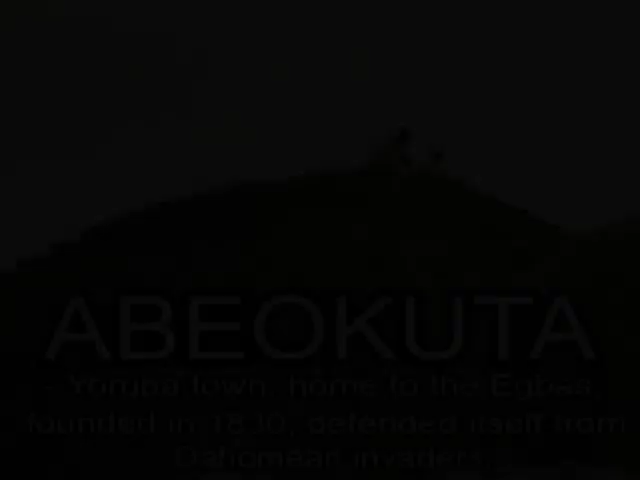 ABEOKUTA
- Yoruba town, home to the Egbas,
founded in 1830, defended itself from
Dahomean invaders